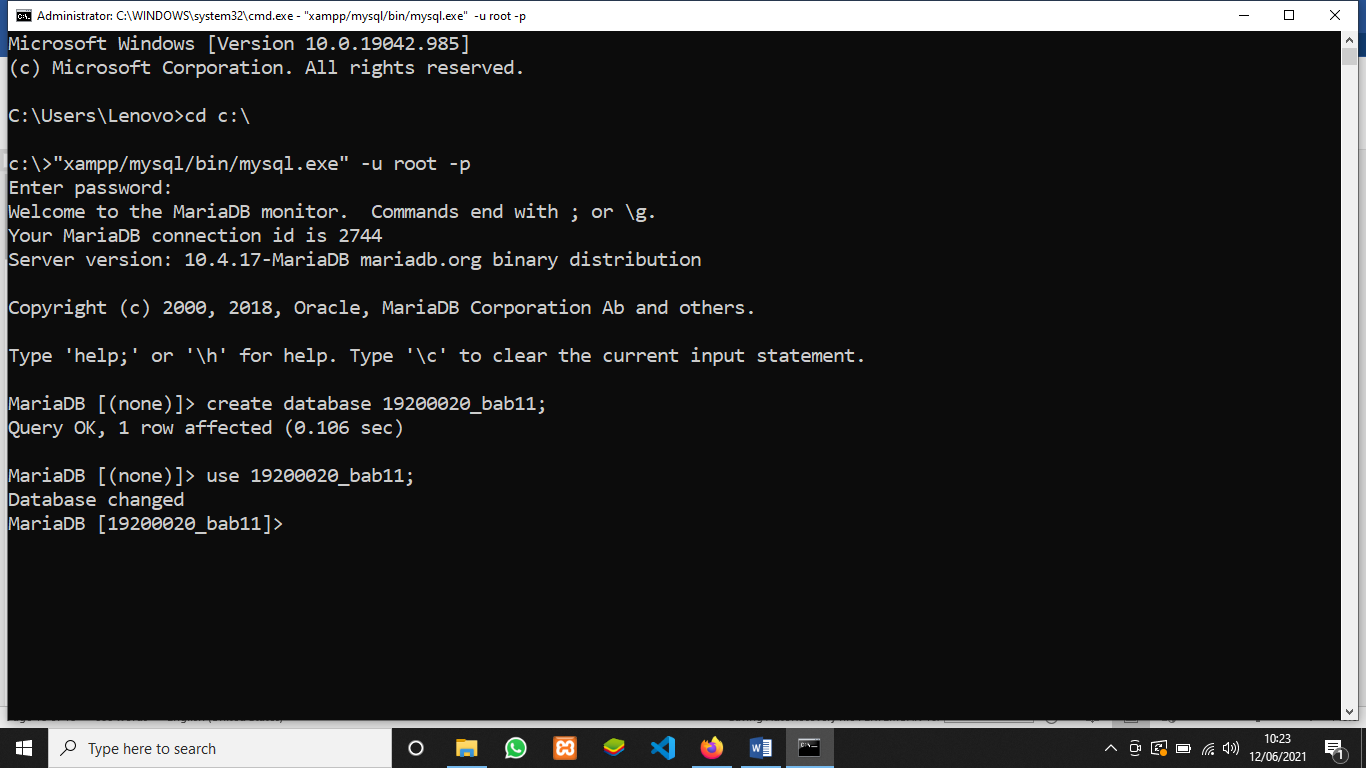 Administrator: C:\WINDOWS\system32\cmd.exe - "xampp/mysql/bin/mysql.exe" -u root -p
Microsoft Windows [Version 10.0.19042.985]
(c) Microsoft Corporation. All rights reserved.
C:\Users\Lenovo>cd c:\
c:\>"xampp/mysql/bin/mysql.exe" -u root -p
Enter password:
Welcome to the MariaDB monitor.  Commands end with ; or \g.
Your MariaDB connection id is 2744
Server version: 10.4.17-MariaDB mariadb.org binary distribution
Copyright (c) 2000, 2018, Oracle, MariaDB Corporation Ab and others.
Type 'help;' or '\h' for help. Type '\c' to clear the current input statement.
MariaDB [(none)]> create database 19200020_bab11;
Query OK, 1 row affected (0.106 sec)
MariaDB [(none)]> use 19200020_bab11;
Database changed
MariaDB [19200020_bab11]>
Type here to search
10:23
12/06/2021
1